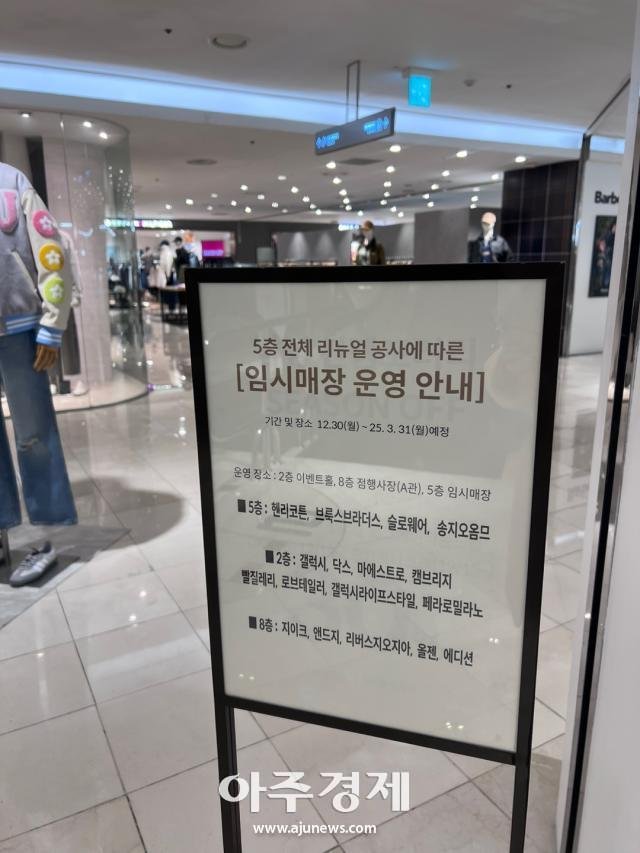 Barbo
5층 전체 리뉴얼 공사에 따른
[임시매장 운영 안내]
기간 및 장소 12.30(월) ~ 25. 3. 31(월)예정
운영 장소 : 2층 이벤트홀, 8층 점행사장(A관), 5층 임시매장
■ 5층 : 헨리코튼, 브룩스브라더스, 슬로웨어, 송지오옴므
■ 2층 : 갤럭시, 닥스, 마에스트로, 캠브리지
빨질레리, 로브테일러, 갤럭시라이프스타일, 페라로밀라노
■ 8층 : 지이크, 앤드지, 리버스지오지아, 올젠, 에디션
아주경제
www.ajunews.com